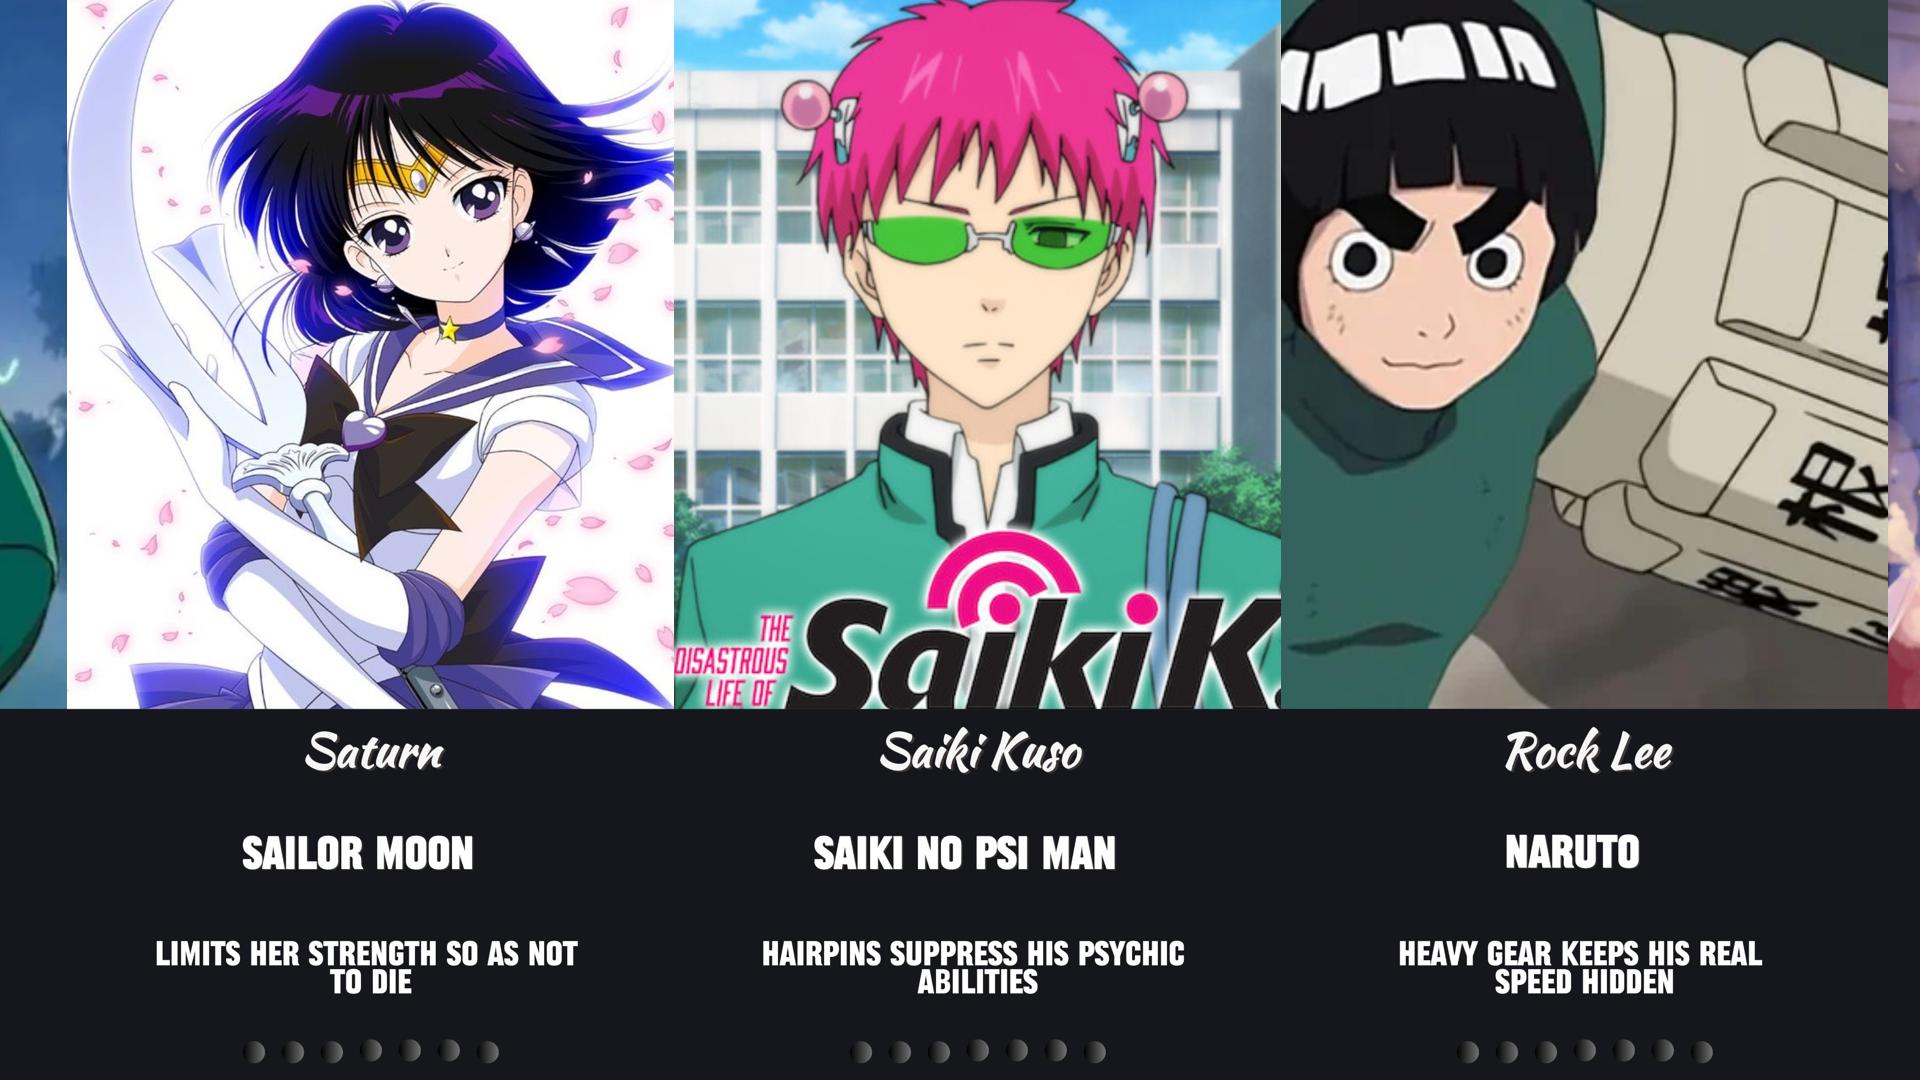 THE
DISASTROUS
LIFE OF
Saiki K.
根
Saturn
Saiki Kuso
Rock Lee
SAILOR MOON
SAIKI NO PSI MAN
NARUTO
LIMITS HER STRENGTH SO AS NOT
TO DIE
HAIRPINS SUPPRESS HIS PSYCHIC
ABILITIES
HEAVY GEAR KEEPS HIS REAL
SPEED HIDDEN